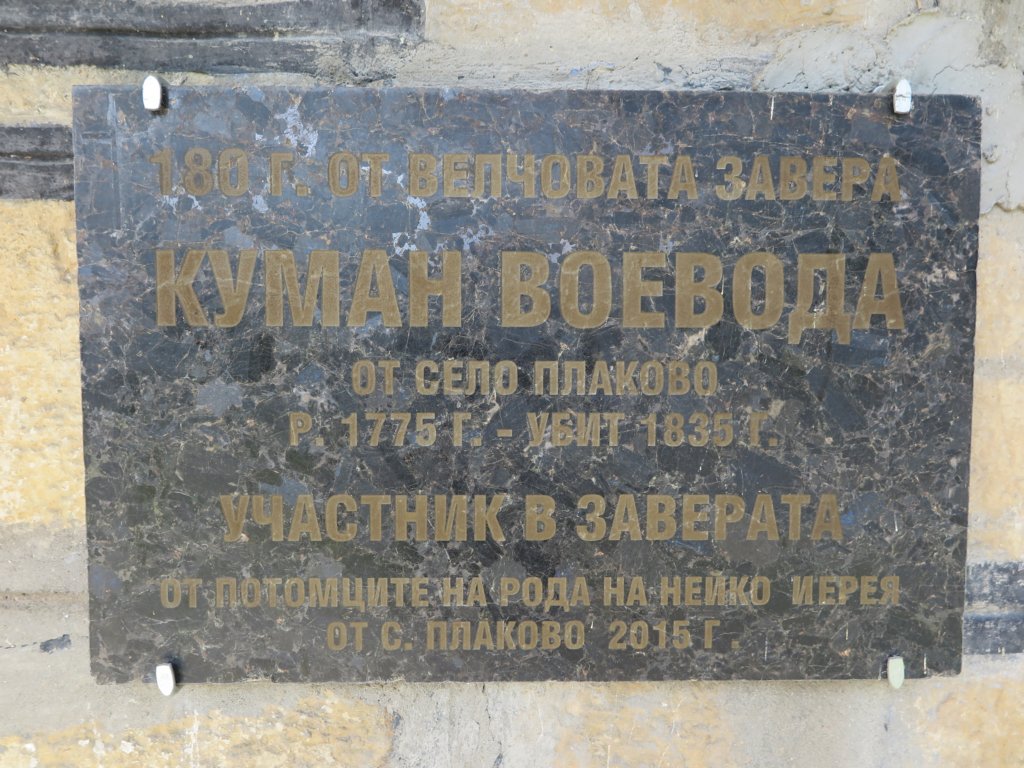 180 Г. ОТ ВЕЛЧОВАТА ЗАВЕРА
КУМАН ВОЕВОДА
ОТ СЕЛО ПЛАКОВО
Р. 1775 Г. - УБИТ 1835 Г.
УЧАСТНИК В ЗАВЕРАТА
ОТ ПОТОМЦИТЕ НА РОДА НА НЕЙКО ИЕРЕЯ
ОТ С. ПЛАКОВО 2015 Г.